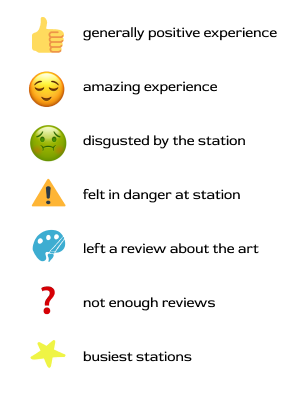 generally positive experience
amazing experience
disgusted by the station
felt in danger at station
left a review about the art
not enough reviews
busiest stations